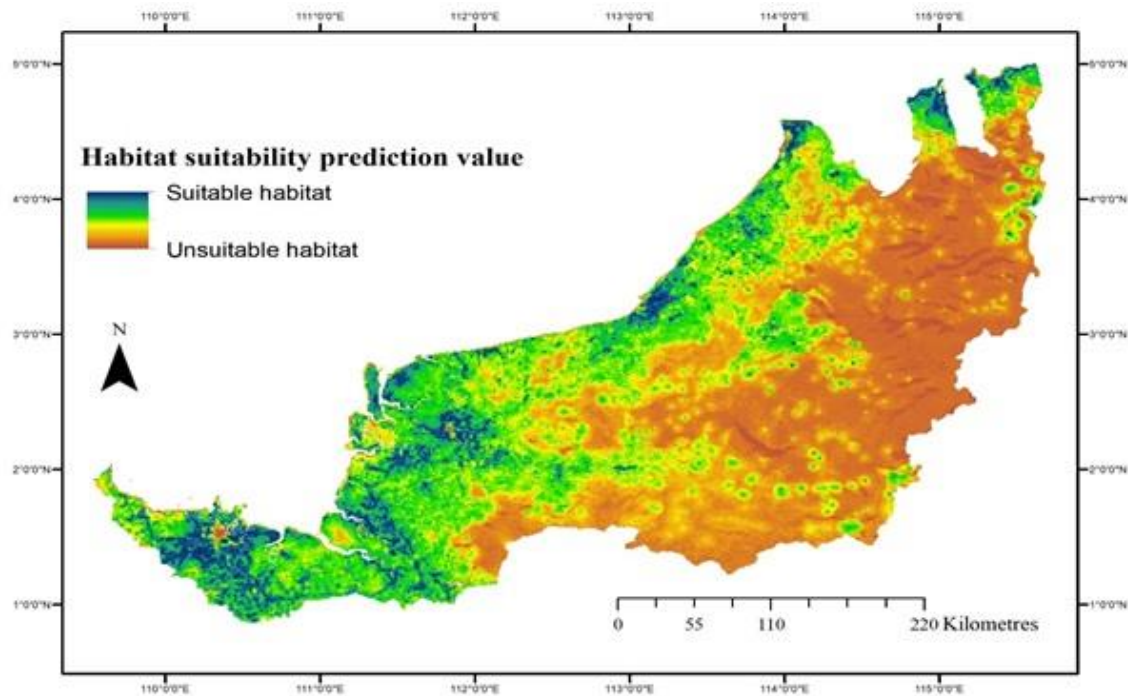 110°0'0"E 111°0'0"E 112°0'0"E 113°0'0"E 114°0'0"E 115°0'0"E
5°0'0"N 5°0'0"N
Habitat suitability prediction value
Suitable habitat
4°0'0"N 4°0'0"N
Unsuitable habitat
N
3°0'0"N 3°0'0"N
2°0'0"N 2°0'0"N
1°0'0"N 1°0'0"N
0 55 110 220 Kilometres
110°0'0"E 111°0'0"E 112°0'0"E 113°0'0"E 114°0'0"E 115°0'0"E